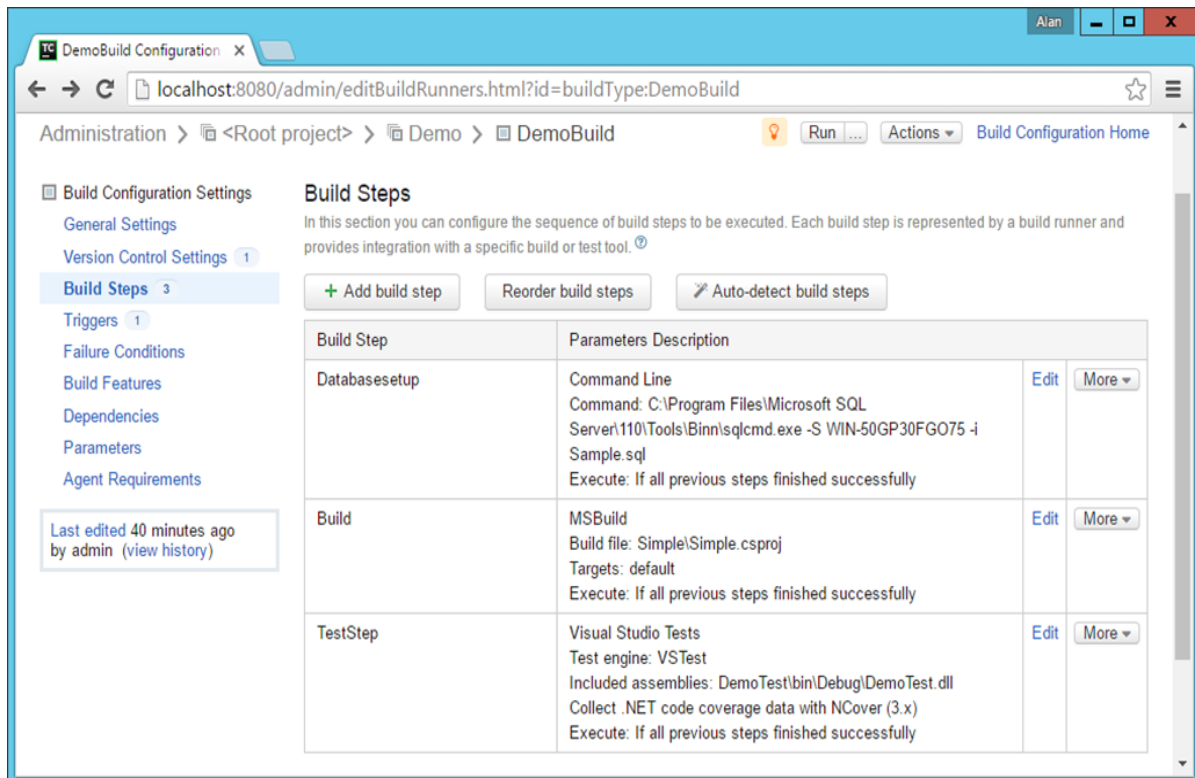 Alan
DemoBuild Configuration
localhost:8080/admin/editBuildRunners.html?id=buildType:DemoBuild
Administration > <Root project> > Demo > DemoBuild Run ... Actions Build Configuration Home
Build Configuration Settings
General Settings
Version Control Settings 1
Build Steps 3
Triggers 1
Failure Conditions
Build Features
Dependencies
Parameters
Agent Requirements
Last edited 40 minutes ago
by admin (view history)
Build Steps
In this section you can configure the sequence of build steps to be executed. Each build step is represented by a build runner and
provides integration with a specific build or test tool. ?
+ Add build step Reorder build steps Auto-detect build steps
Build Step Parameters Description
Databasesetup Command Line Edit More
Command: C:\Program Files\Microsoft SQL
Server\110\Tools\Binn\sqlcmd.exe -S WIN-50GP30FGO75 -i
Sample.sql
Execute: If all previous steps finished successfully
Build MSBuild Edit More
Build file: Simple\Simple.csproj
Targets: default
Execute: If all previous steps finished successfully
TestStep Visual Studio Tests Edit More
Test engine: VSTest
Included assemblies: DemoTest\bin\Debug\DemoTest.dll
Collect .NET code coverage data with NCover (3.x)
Execute: If all previous steps finished successfully